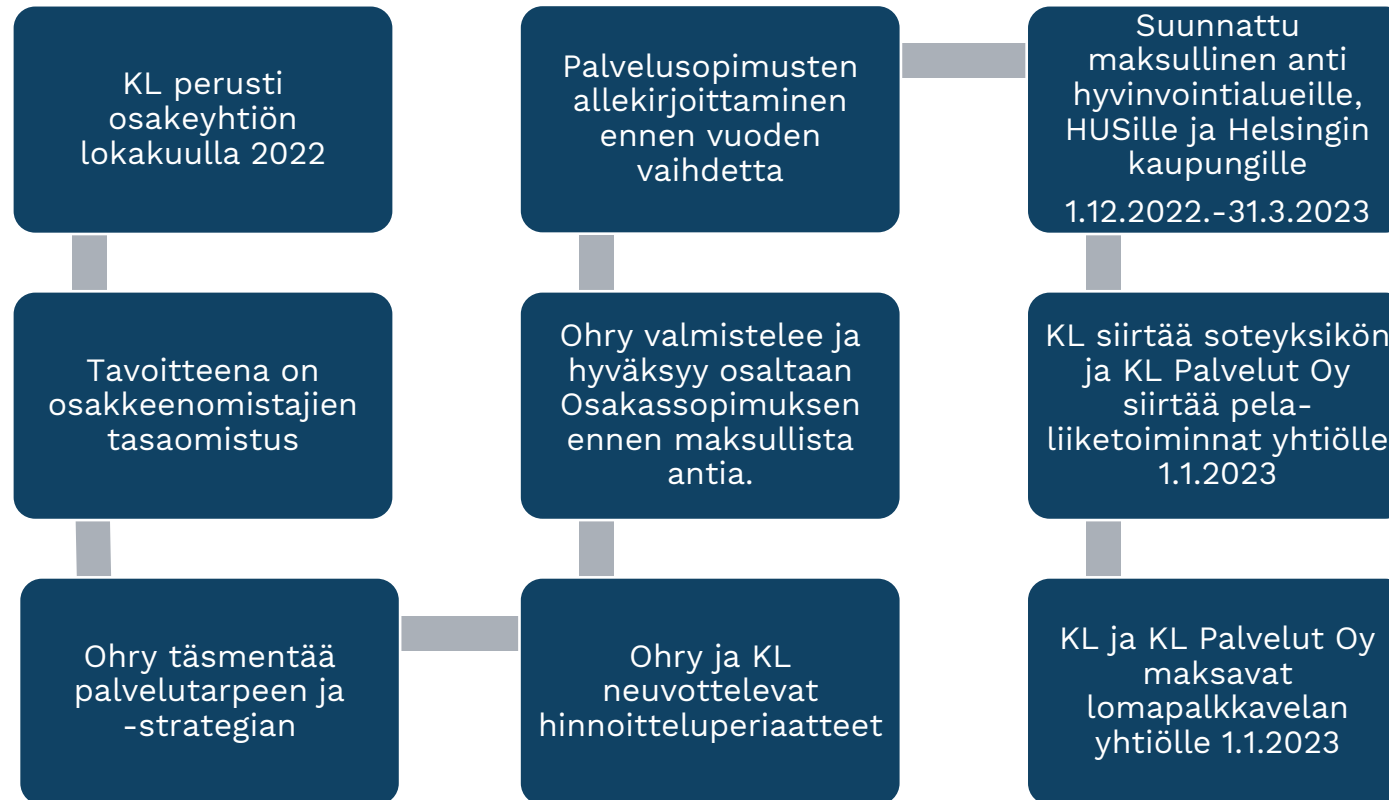 KL perusti
osakeyhtiön
lokakuulla 2022
Tavoitteena on
osakkeenomistajien
tasaomistus
Ohry täsmentää
palvelutarpeen ja
-strategian
Ohry ja KL
neuvottelevat
hinnoitteluperiaatteet
Ohry valmistelee ja
hyväksyy osaltaan
Osakassopimuksen
ennen maksullista
antia.
Palvelusopimusten
allekirjoittaminen
ennen vuoden
vaihdetta
Suunnattu
maksullinen anti
hyvinvointialueille,
HUSille ja Helsingin
kaupungille
1.12.2022.-31.3.2023
KL siirtää soteyksikön
ja KL Palvelut Oy
siirtää pela-
liiketoiminnat yhtiölle
1.1.2023
KL ja KL Palvelut Oy
maksavat
lomapalkkavelan
yhtiölle 1.1.2023